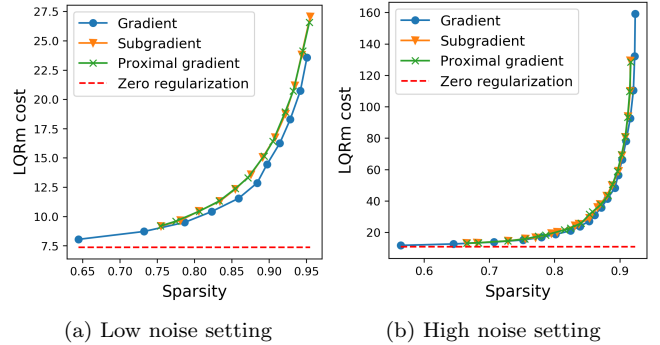 27.5
25.0
22.5
20.0
17.5
15.0
12.5
10.0
7.5
LQRm cost
Gradient
Subgradient
Proximal gradient
Zero regularization
0.65 0.70 0.75 0.80 0.85 0.90 0.95
Sparsity
(a) Low noise setting
160
140
120
100
80
60
40
20
LQRm cost
Gradient
Subgradient
Proximal gradient
Zero regularization
0.6 0.7 0.8 0.9
Sparsity
(b) High noise setting